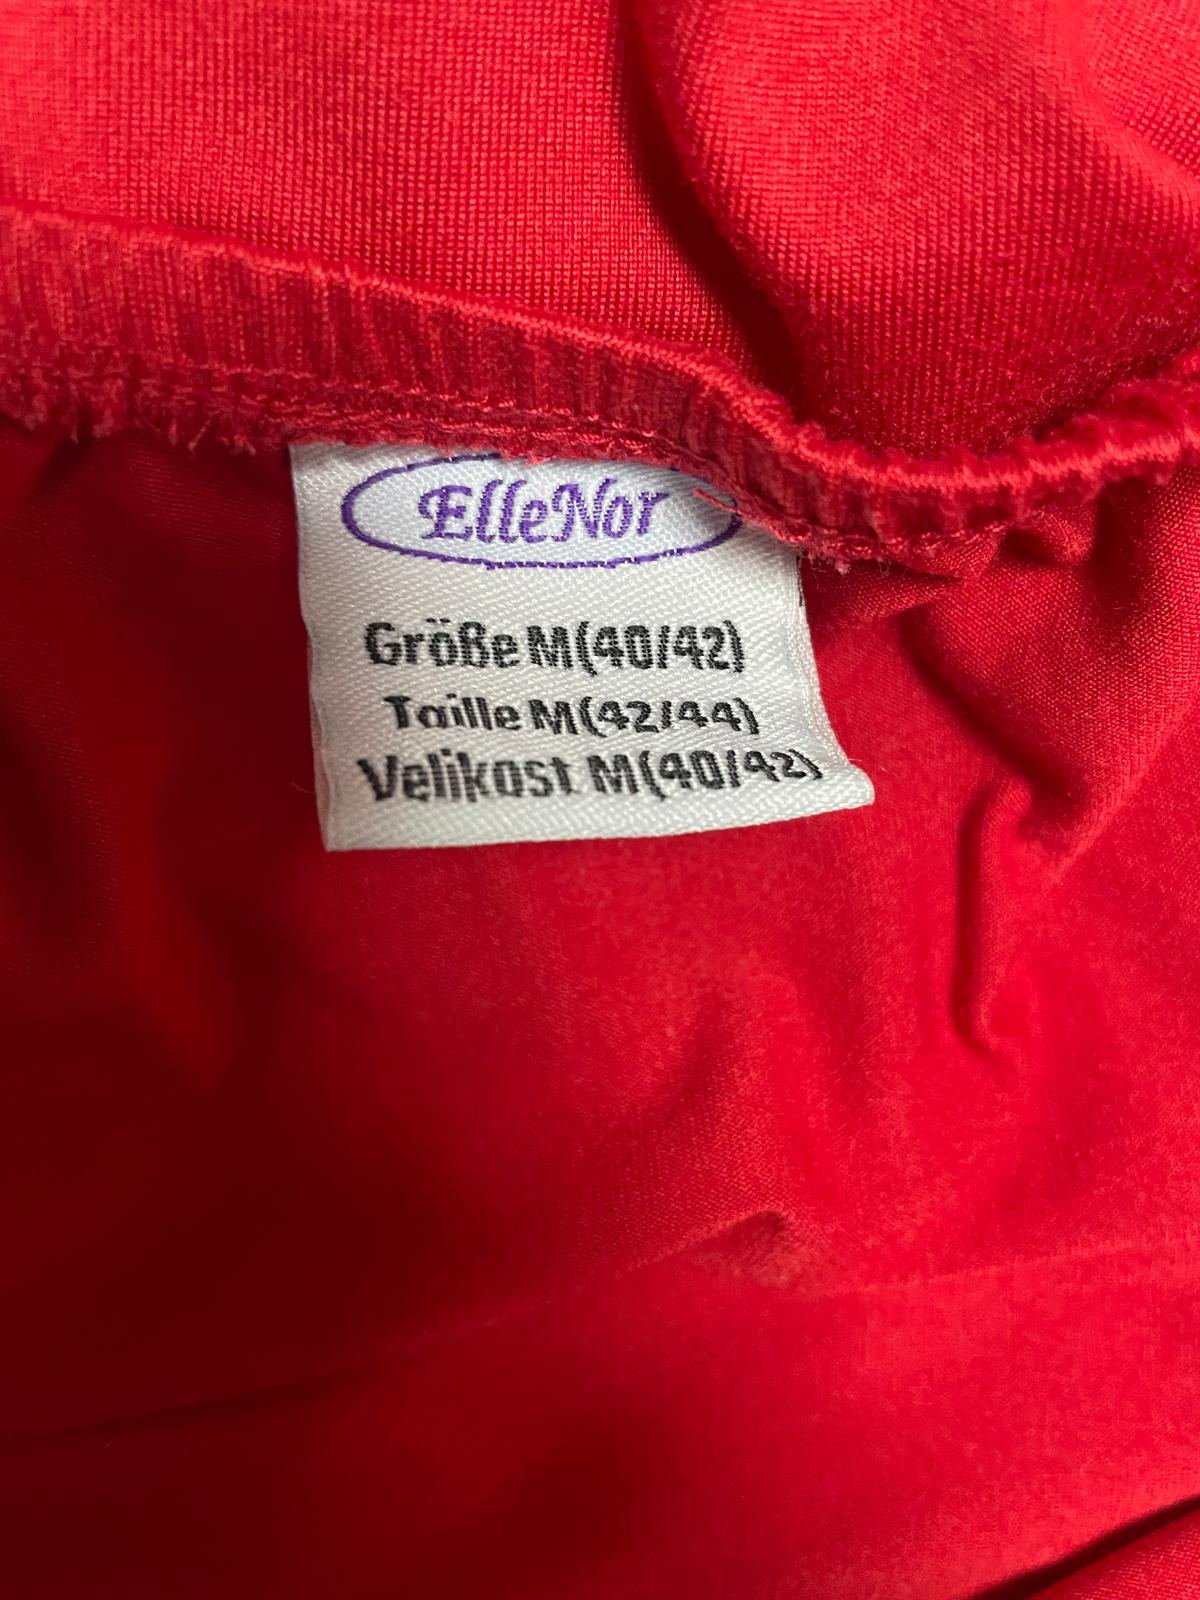 ElleNor
Größe M(40/42)
Taille M(42/44)
Velikost M(40/42)